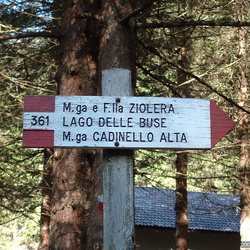 M.ga e F.lla ZIOLERA
361 LAGO DELLE BUSE
M.ga CADINELLO ALTA